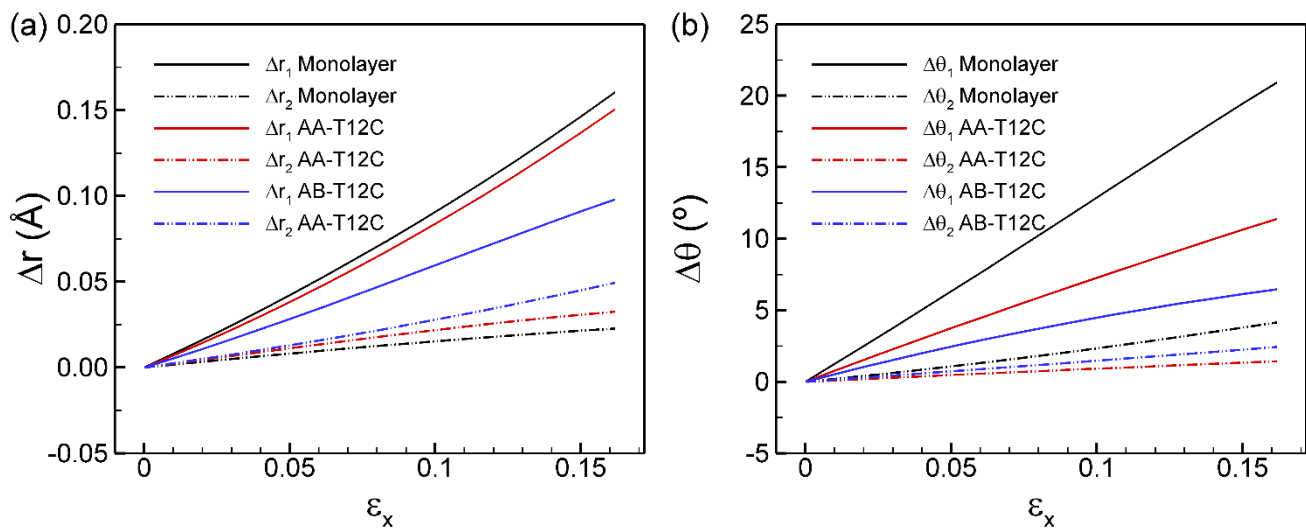 (a)
0.20
0.15
0.10
0.05
0.00
-0.05
Δr (Å)
Δr₁ Monolayer
Δr₂ Monolayer
Δr₁ AA-T12C
Δr₂ AA-T12C
Δr₁ AB-T12C
Δr₂ AA-T12C
0 0.05 0.1 0.15
εₓ
(b)
25
20
15
10
5
0
-5
Δθ (º)
Δθ₁ Monolayer
Δθ₂ Monolayer
Δθ₁ AA-T12C
Δθ₂ AA-T12C
Δθ₁ AB-T12C
Δθ₂ AB-T12C
0 0.05 0.1 0.15
εₓ